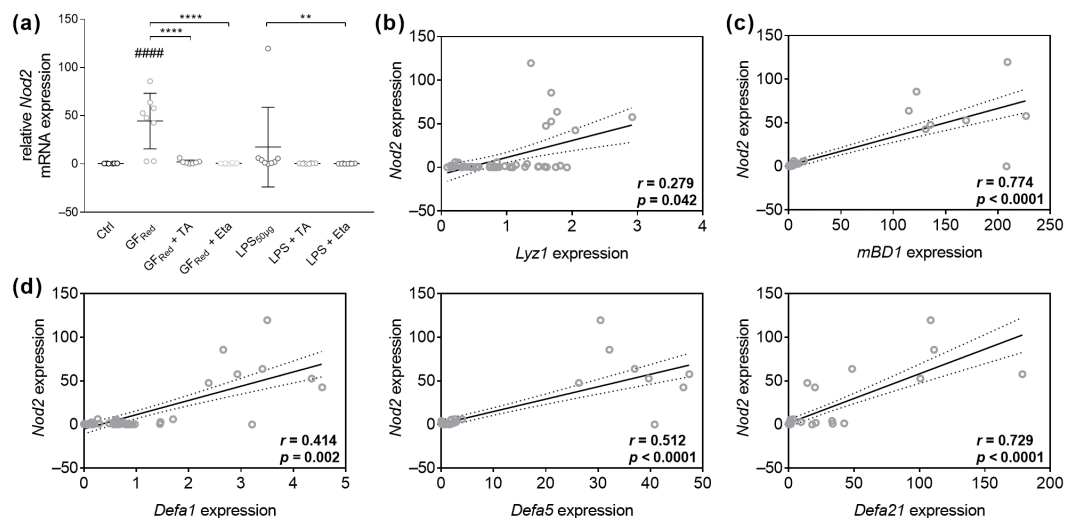 (a)
relative Nod2
mRNA expression
150
100
50
0
–50
####
****
****
**
Ctrl
GFRed
GFRed + TA
GFRed + Eta
LPS50μg
LPS + TA
LPS + Eta
(b)
Nod2 expression
150
100
50
0
–50
0 1 2 3 4
r = 0.279
p = 0.042
Lyz1 expression
(c)
Nod2 expression
150
100
50
0
–50
0 50 100 150 200 250
r = 0.774
p < 0.0001
mBD1 expression
(d)
Nod2 expression
150
100
50
0
–50
0 1 2 3 4 5
r = 0.414
p = 0.002
Defa1 expression
Nod2 expression
150
100
50
0
–50
0 10 20 30 40 50
r = 0.512
p < 0.0001
Defa5 expression
Nod2 expression
150
100
50
0
–50
0 50 100 150 200
r = 0.729
p < 0.0001
Defa21 expression